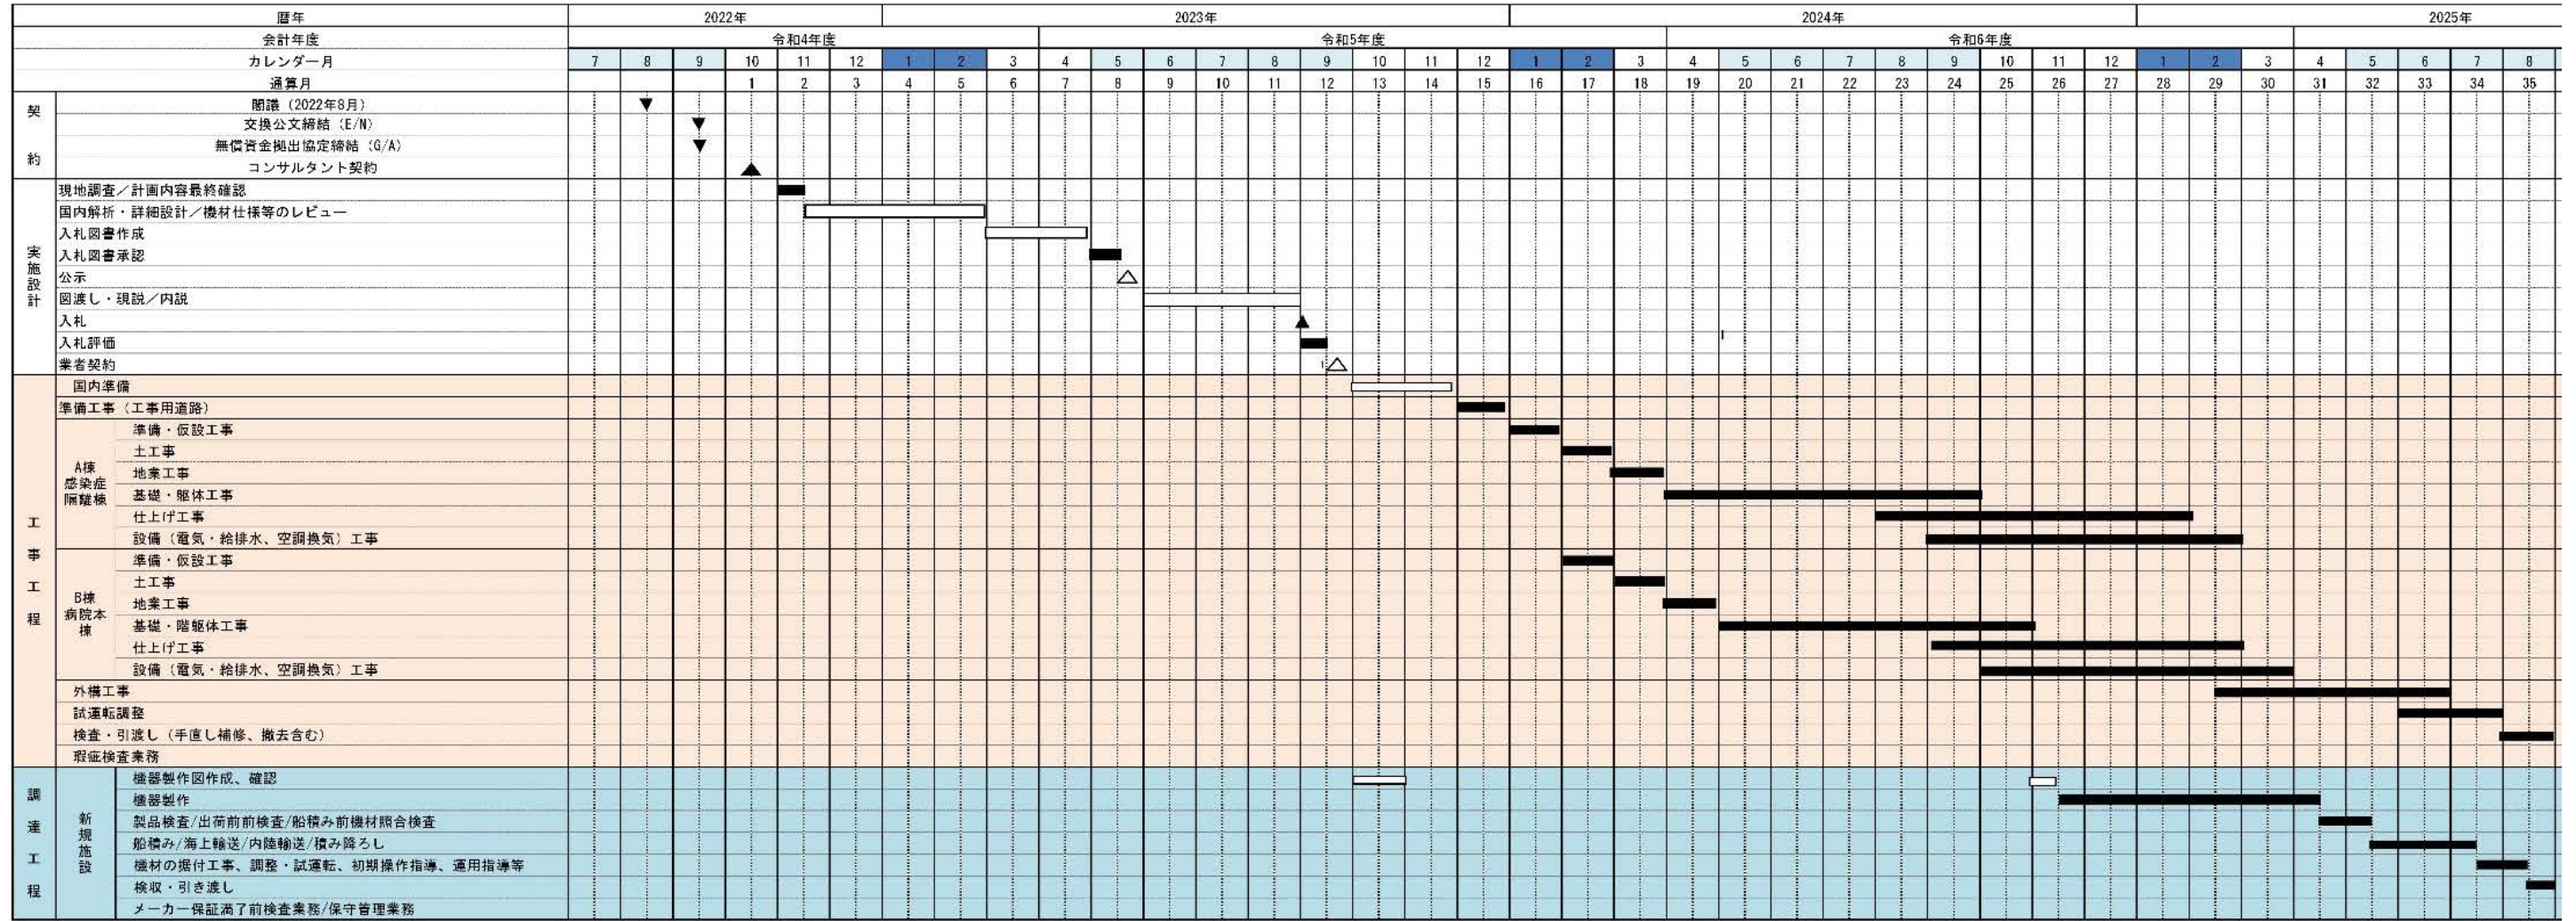 暦年 2022年 2023年 2024年 2025年
会計年度 令和4年度 令和5年度 令和6年度
カレンダー月 7 8 9 10 11 12 1 2 3 4 5 6 7 8 9 10 11 12 1 2 3 4 5 6 7 8 9 10 11 12 1 2 3 4 5 6 7 8
通算月 1 2 3 4 5 6 7 8 9 10 11 12 13 14 15 16 17 18 19 20 21 22 23 24 25 26 27 28 29 30 31 32 33 34 35
契約
閣議（2022年8月）
交換公文締結（E/N）
無償資金拠出協定締結（G/A）
コンサルタント契約
実施設計
現地調査／計画内容最終確認
国内解析・詳細設計／機材仕様等のレビュー
入札図書作成
入札図書承認
公示
図渡し・現説／内説
入札
入札評価
業者契約
工事工程
国内準備
準備工事（工事用道路）
A棟
感染症
隔離棟
準備・仮設工事
土工事
地業工事
基礎・躯体工事
仕上げ工事
設備（電気・給排水、空調換気）工事
B棟
病院本
棟
準備・仮設工事
土工事
地業工事
基礎・階躯体工事
仕上げ工事
設備（電気・給排水、空調換気）工事
外構工事
試運転調整
検査・引渡し（手直し補修、撤去含む）
瑕疵検査業務
調達工程
新規施設
機器製作図作成、確認
機器製作
製品検査/出荷前前検査/船積み前機材照合検査
船積み/海上輸送/内陸輸送/積み降ろし
機材の据付工事、調整・試運転、初期操作指導、運用指導等
検収・引き渡し
メーカー保証満了前検査業務/保守管理業務